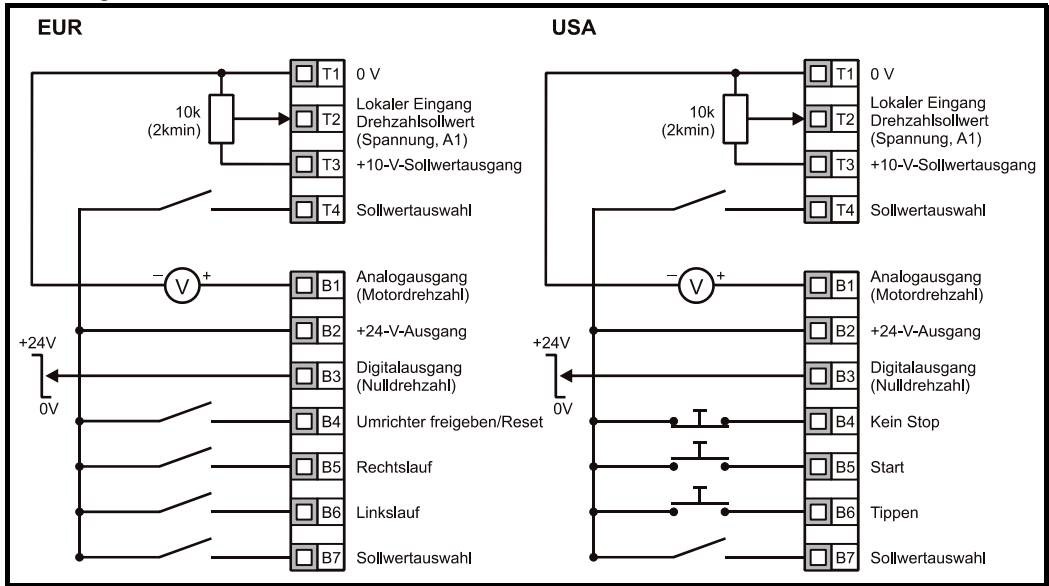 EUR
T1 0 V
10k
(2kmin)
T2 Lokaler Eingang
Drehzahlsollwert
(Spannung, A1)
T3 +10-V-Sollwertausgang
T4 Sollwertauswahl
– V +
B1 Analogausgang
(Motordrehzahl)
B2 +24-V-Ausgang
+24V
0V
B3 Digitalausgang
(Nulldrehzahl)
B4 Umrichter freigeben/Reset
B5 Rechtslauf
B6 Linkslauf
B7 Sollwertauswahl
USA
T1 0 V
10k
(2kmin)
T2 Lokaler Eingang
Drehzahlsollwert
(Spannung, A1)
T3 +10-V-Sollwertausgang
T4 Sollwertauswahl
– V +
B1 Analogausgang
(Motordrehzahl)
B2 +24-V-Ausgang
+24V
0V
B3 Digitalausgang
(Nulldrehzahl)
B4 Kein Stop
B5 Start
B6 Tippen
B7 Sollwertauswahl